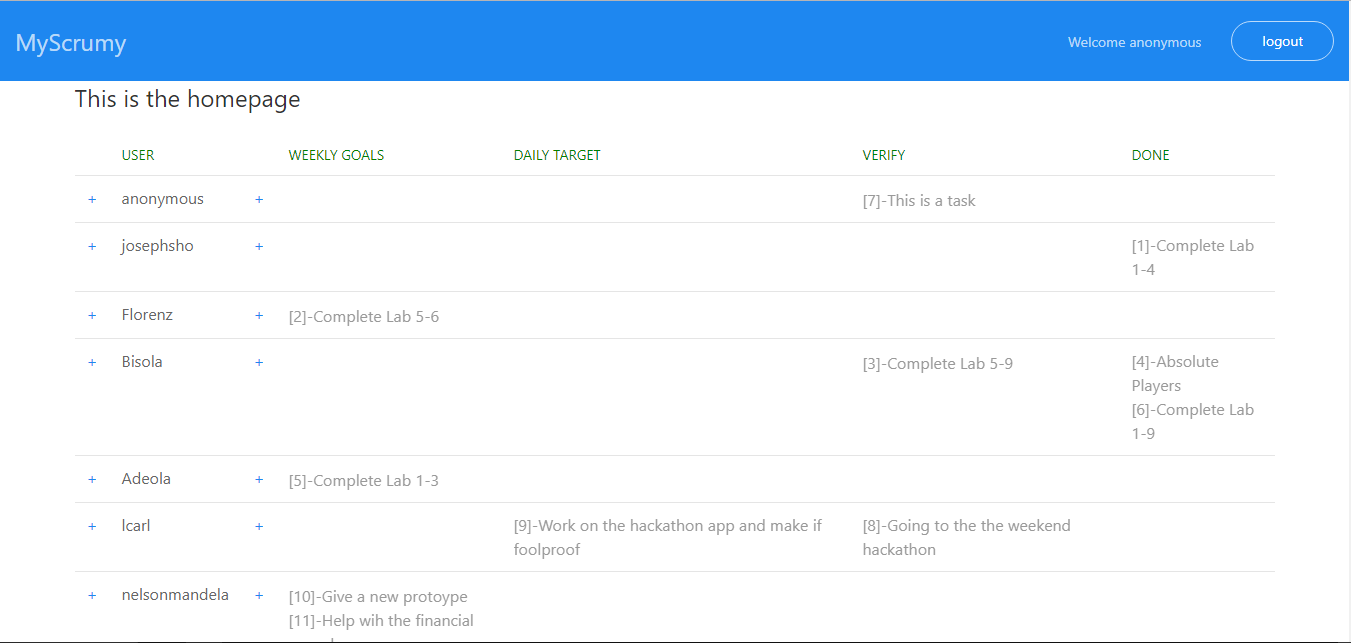 MyScrumy
Welcome anonymous
logout
This is the homepage
USER WEEKLY GOALS DAILY TARGET VERIFY DONE
+ anonymous + [7]-This is a task
+ josephsho + [1]-Complete Lab
1-4
+ Florenz + [2]-Complete Lab 5-6
+ Bisola + [3]-Complete Lab 5-9 [4]-Absolute
Players
[6]-Complete Lab
1-9
+ Adeola + [5]-Complete Lab 1-3
+ lcarl + [9]-Work on the hackathon app and make if [8]-Going to the the weekend
foolproof hackathon
+ nelsonmandela + [10]-Give a new protoype
[11]-Help wih the financial